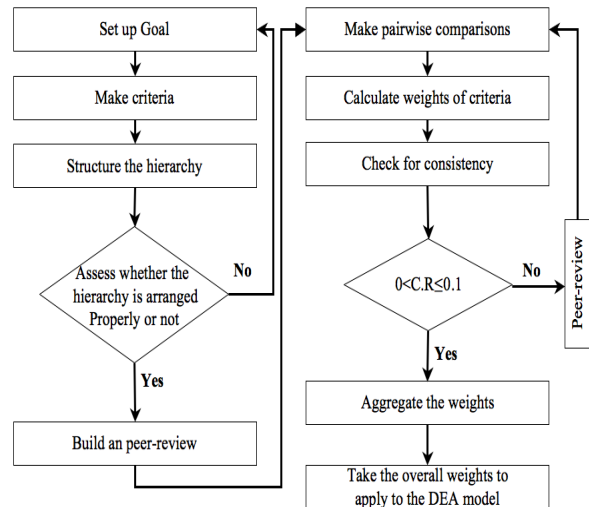 Set up Goal
Make criteria
Structure the hierarchy
Assess whether the
hierarchy is arranged
Properly or not
No
Yes
Build an peer-review
Make pairwise comparisons
Calculate weights of criteria
Check for consistency
0<C.R≤0.1
No
Peer-review
Yes
Aggregate the weights
Take the overall weights to
apply to the DEA model